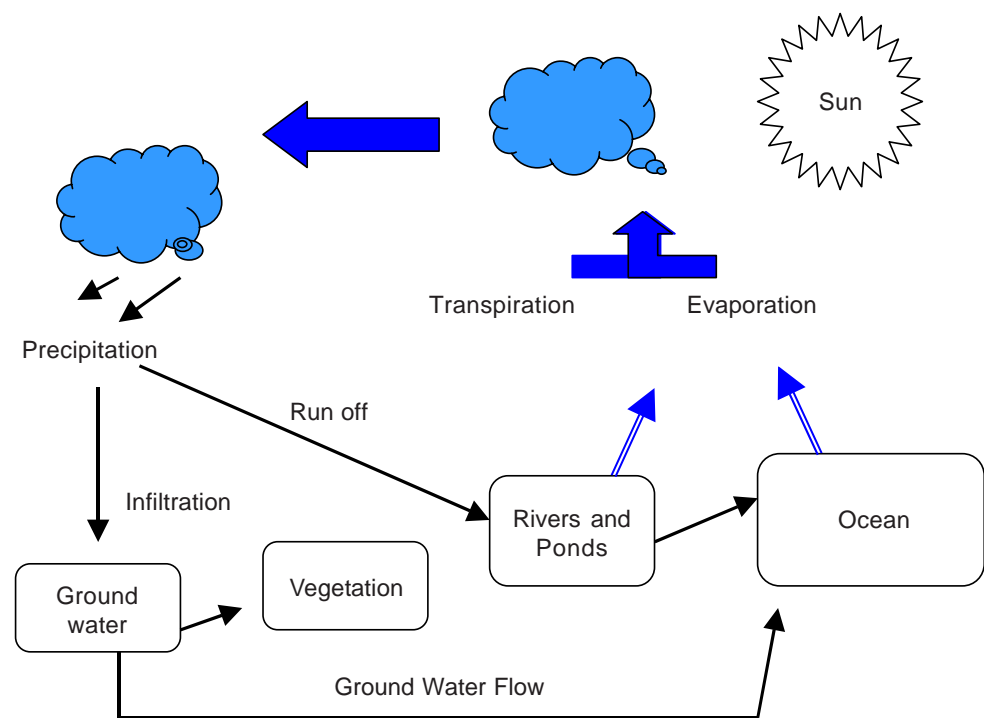 Sun
Transpiration
Evaporation
Precipitation
Run off
Infiltration
Rivers and
Ponds
Ocean
Vegetation
Ground
water
Ground Water Flow